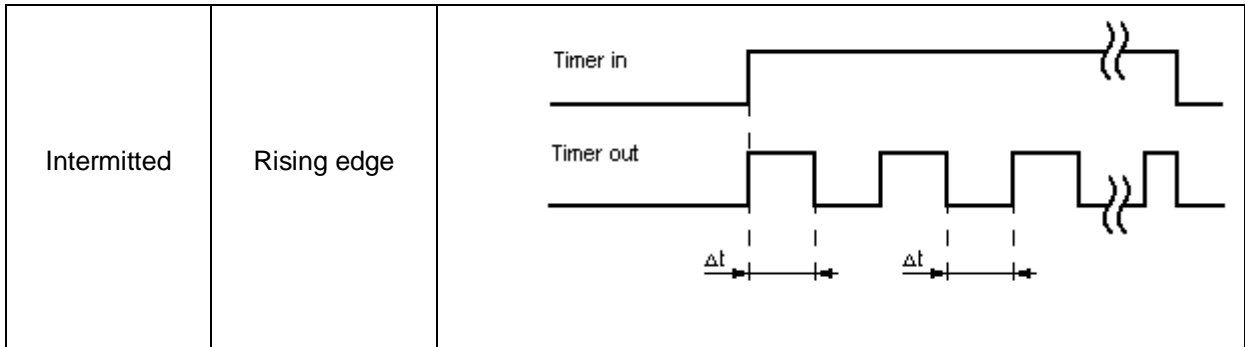 Intermitted
Rising edge
Timer in
Timer out
Δt
Δt